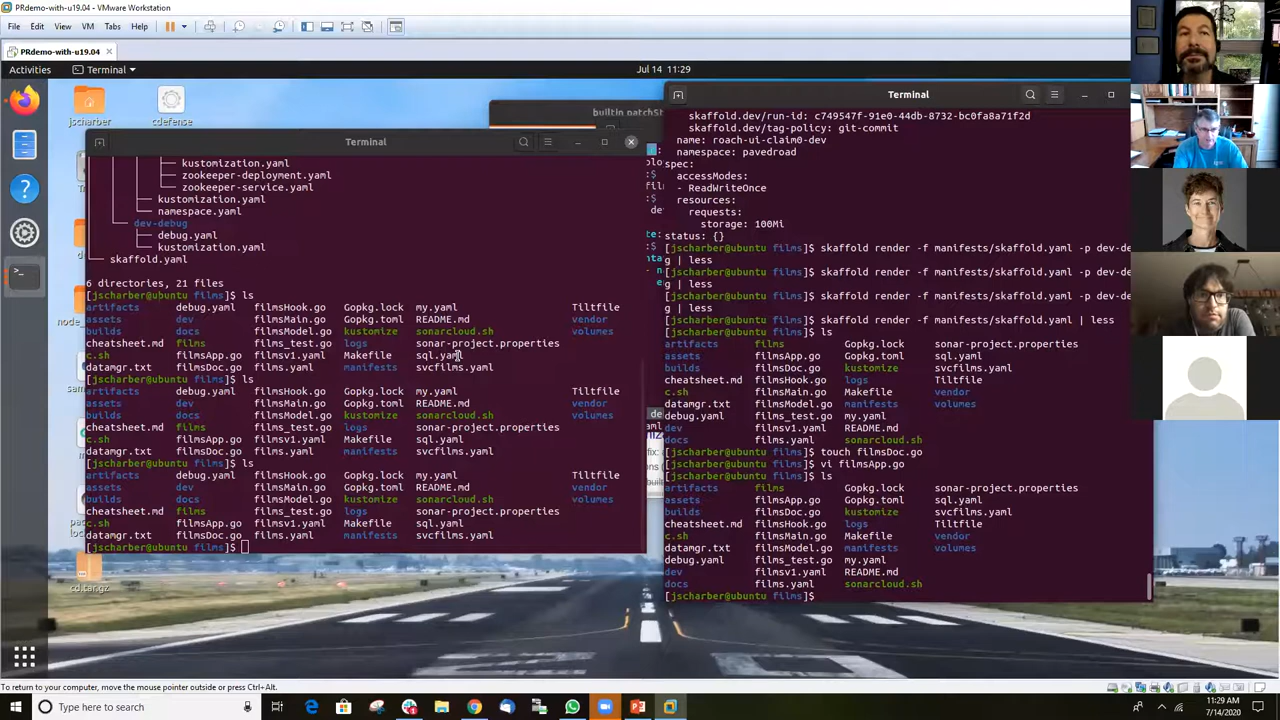 PRdemo-with-u19.04 - VMware Workstation
File Edit View VM Tabs Help
PRdemo-with-u19.04
Activities Terminal Jul 14 11:29
jscharber cdefense
Terminal
kustomization.yaml
zookeeper-deployment.yaml
zookeeper-service.yaml
kustomization.yaml
namespace.yaml
dev-debug
debug.yaml
kustomization.yaml
skaffold.yaml
6 directories, 21 files
[jscharber@ubuntu films]$ ls
artifacts debug.yaml filmsHook.go Gopkg.lock my.yaml Tiltfile
assets dev filmsMain.go Gopkg.toml README.md vendor
builds docs filmsModel.go kustomize sonarcloud.sh volumes
cheatsheet.md films films_test.go logs sonar-project.properties
c.sh filmsApp.go filmsv1.yaml Makefile sql.yaml
datamgr.txt filmsDoc.go films.yaml manifests svcfilms.yaml
[jscharber@ubuntu films]$ ls
artifacts debug.yaml filmsHook.go Gopkg.lock my.yaml Tiltfile
assets dev filmsMain.go Gopkg.toml README.md vendor
builds docs filmsModel.go kustomize sonarcloud.sh volumes
cheatsheet.md films films_test.go logs sonar-project.properties
c.sh filmsApp.go filmsv1.yaml Makefile sql.yaml
datamgr.txt filmsDoc.go films.yaml manifests svcfilms.yaml
[jscharber@ubuntu films]$ ls
artifacts debug.yaml filmsHook.go Gopkg.lock my.yaml Tiltfile
assets dev filmsMain.go Gopkg.toml README.md vendor
builds docs filmsModel.go kustomize sonarcloud.sh volumes
cheatsheet.md films films_test.go logs sonar-project.properties
c.sh filmsApp.go filmsv1.yaml Makefile sql.yaml
datamgr.txt filmsDoc.go films.yaml manifests svcfilms.yaml
[jscharber@ubuntu films]$
cd.tar.gz
Terminal
skaffold.dev/run-id: c749547f-91e0-44db-8732-bc0fa8a71f2d
skaffold.dev/tag-policy: git-commit
name: roach-ui-claim0-dev
namespace: pavedroad
spec:
accessModes:
- ReadWriteOnce
resources:
requests:
storage: 100Mi
status: {}
[jscharber@ubuntu films]$ skaffold render -f manifests/skaffold.yaml -p dev-de
g | less
[jscharber@ubuntu films]$ skaffold render -f manifests/skaffold.yaml -p dev-de
g | less
[jscharber@ubuntu films]$ skaffold render -f manifests/skaffold.yaml -p dev-de
g | less
[jscharber@ubuntu films]$ skaffold render -f manifests/skaffold.yaml | less
[jscharber@ubuntu films]$ ls
artifacts films Gopkg.lock sonar-project.properties
assets filmsApp.go Gopkg.toml sql.yaml
builds filmsDoc.go kustomize svcfilms.yaml
cheatsheet.md filmsHook.go logs Tiltfile
c.sh filmsMain.go Makefile vendor
datamgr.txt filmsModel.go manifests volumes
debug.yaml films_test.go my.yaml
dev filmsv1.yaml README.md
docs films.yaml sonarcloud.sh
[jscharber@ubuntu films]$ touch filmsDoc.go
[jscharber@ubuntu films]$ vi filmsApp.go
[jscharber@ubuntu films]$ ls
artifacts films Gopkg.lock sonar-project.properties
assets filmsApp.go Gopkg.toml sql.yaml
builds filmsDoc.go kustomize svcfilms.yaml
cheatsheet.md filmsHook.go logs Tiltfile
c.sh filmsMain.go Makefile vendor
datamgr.txt filmsModel.go manifests volumes
debug.yaml films_test.go my.yaml
dev filmsv1.yaml README.md
docs films.yaml sonarcloud.sh
[jscharber@ubuntu films]$
To return to your computer, move the mouse pointer outside or press Ctrl+Alt.
Type here to search
11:29 AM
7/14/2020